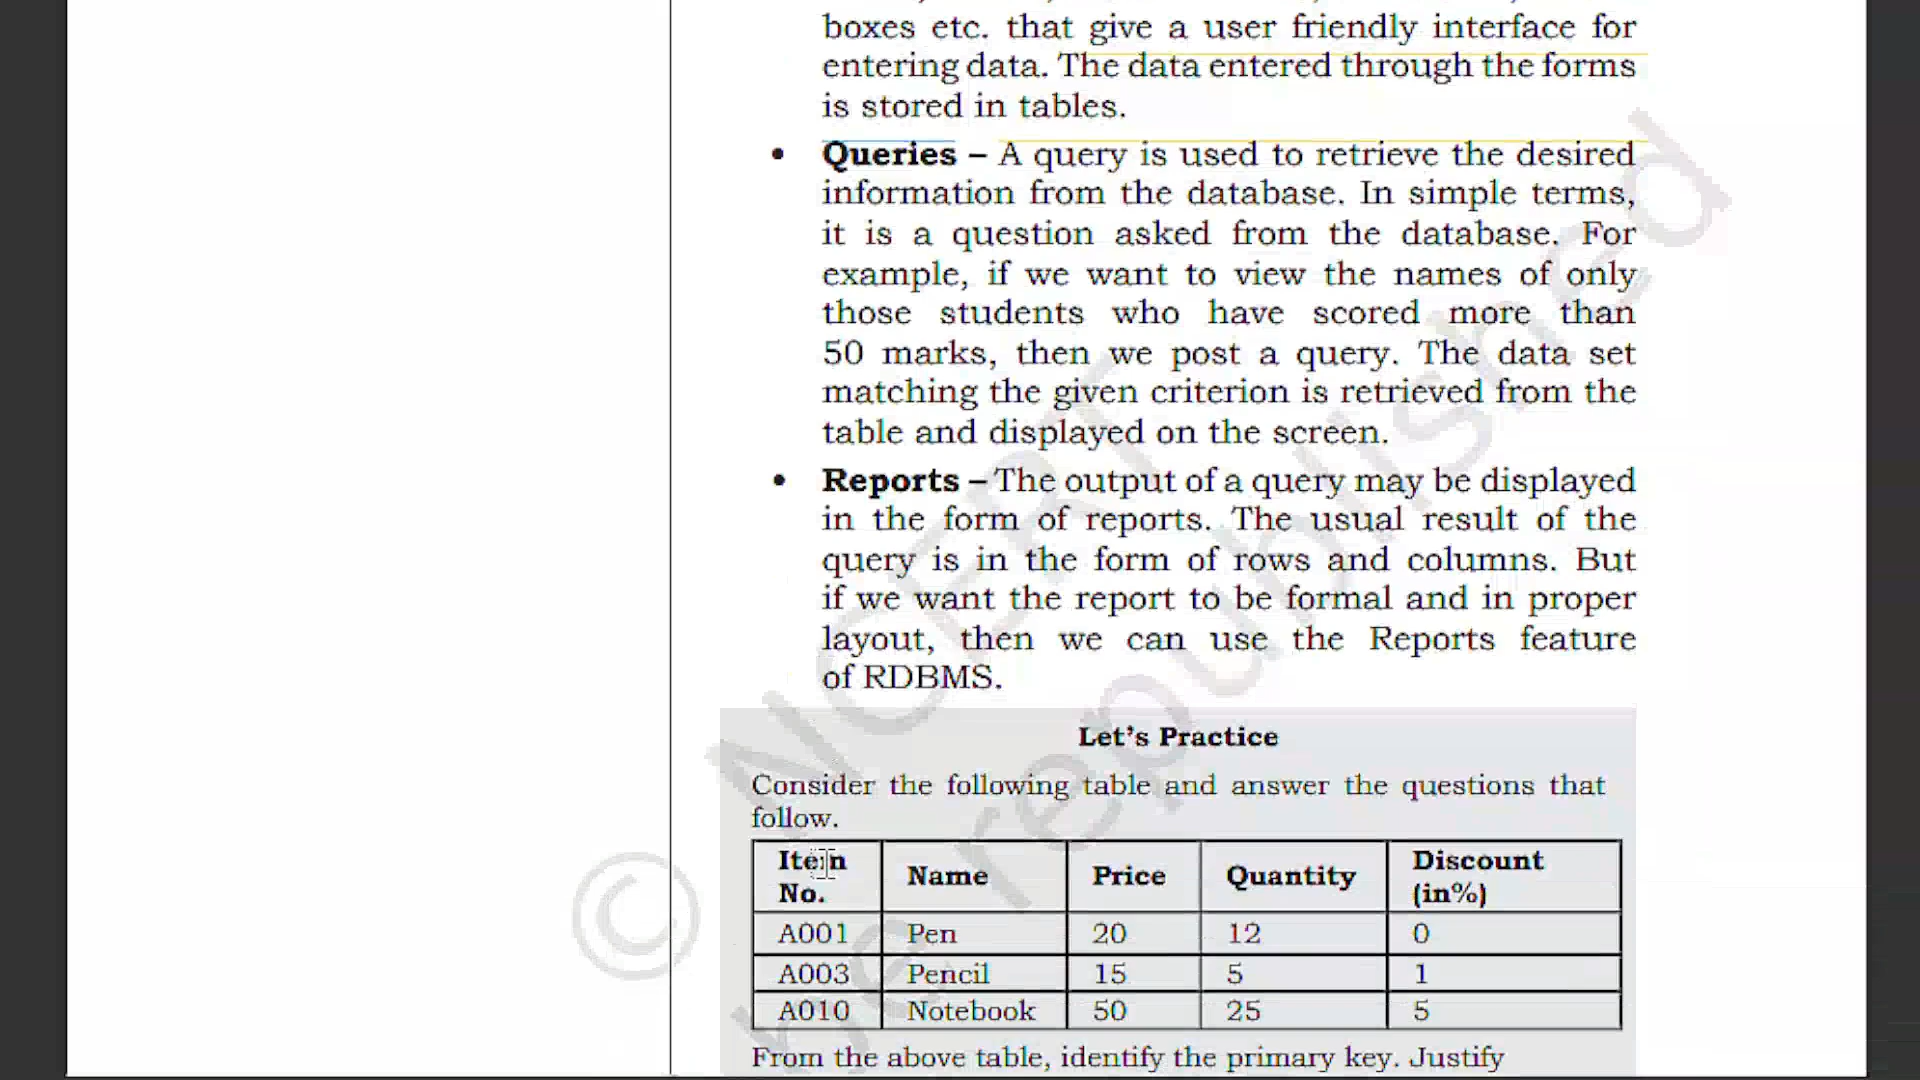 boxes etc. that give a user friendly interface for
entering data. The data entered through the forms
is stored in tables.
• Queries – A query is used to retrieve the desired
information from the database. In simple terms,
it is a question asked from the database. For
example, if we want to view the names of only
those students who have scored more than
50 marks, then we post a query. The data set
matching the given criterion is retrieved from the
table and displayed on the screen.
• Reports – The output of a query may be displayed
in the form of reports. The usual result of the
query is in the form of rows and columns. But
if we want the report to be formal and in proper
layout, then we can use the Reports feature
of RDBMS.
Let's Practice
Consider the following table and answer the questions that
follow.
Item No. Name Price Quantity Discount (in%)
A001 Pen 20 12 0
A003 Pencil 15 5 1
A010 Notebook 50 25 5
From the above table, identify the primary key. Justify
© NCERT
be republished